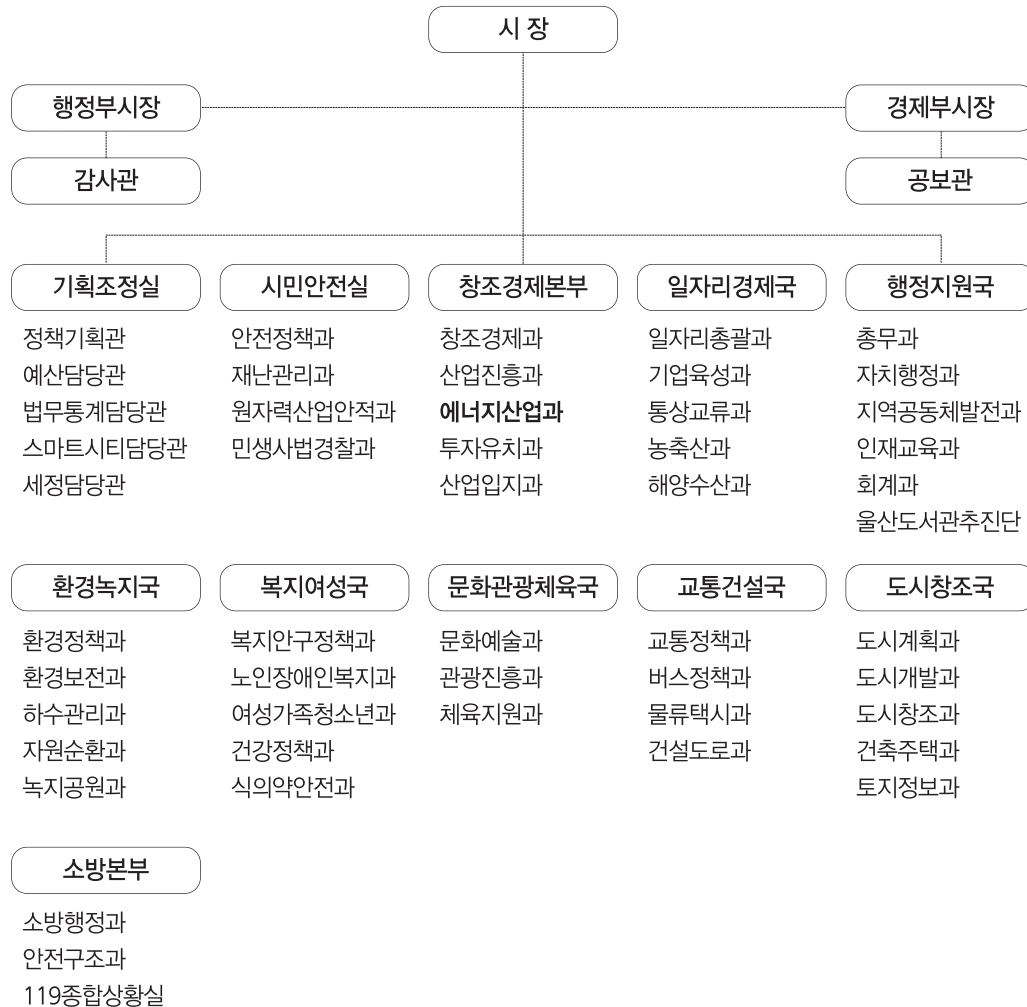 시 장
행정부시장
경제부시장
감사관
공보관
기획조정실
정책기획관
예산담당관
법무통계담당관
스마트시티담당관
세정담당관
시민안전실
안전정책과
재난관리과
원자력산업안적과
민생사법경찰과
창조경제본부
창조경제과
산업진흥과
에너지산업과
투자유치과
산업입지과
일자리경제국
일자리총괄과
기업육성과
통상교류과
농축산과
해양수산과
행정지원국
총무과
자치행정과
지역공동체발전과
인재교육과
회계과
울산도서관추진단
환경녹지국
환경정책과
환경보전과
하수관리과
자원순환과
녹지공원과
복지여성국
복지안구정책과
노인장애인복지과
여성가족청소년과
건강정책과
식의약안전과
문화관광체육국
문화예술과
관광진흥과
체육지원과
교통건설국
교통정책과
버스정책과
물류택시과
건설도로과
도시창조국
도시계획과
도시개발과
도시창조과
건축주택과
토지정보과
소방본부
소방행정과
안전구조과
119종합상황실